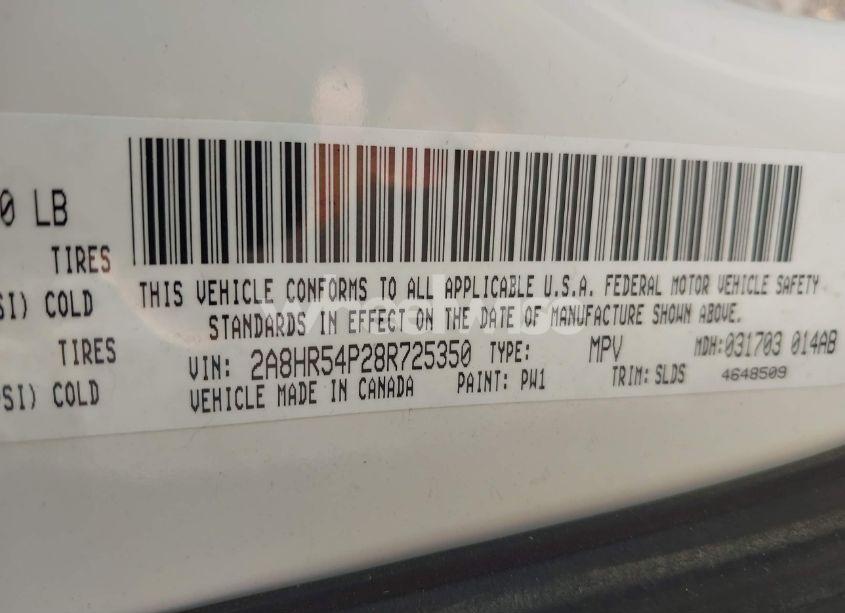 0 LB
TIRES
SI) COLD
TIRES
SI) COLD
THIS VEHICLE CONFORMS TO ALL APPLICABLE U.S.A. FEDERAL MOTOR VEHICLE SAFETY
STANDARDS IN EFFECT ON THE DATE OF MANUFACTURE SHOWN ABOVE.
VIN: 2A8HR54P28R725350 TYPE: MPV MDH:031703 014AB
VEHICLE MADE IN CANADA PAINT: PW1 TRIM: SLDS 4648509